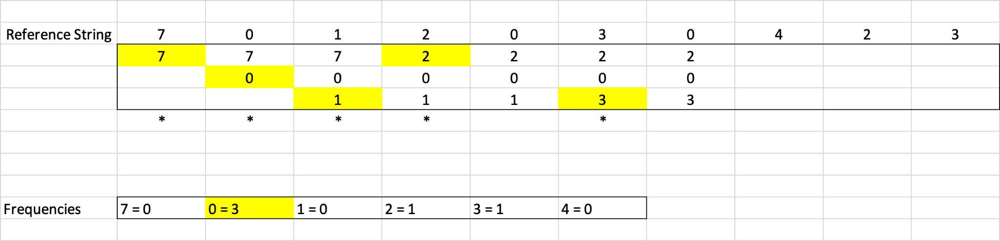 Reference String 7 0 1 2 0 3 0 4 2 3
7 7 7 2 2 2 2
0 0 0 0 0 0
1 1 1 3 3
* * * * *
Frequencies 7 = 0 0 = 3 1 = 0 2 = 1 3 = 1 4 = 0